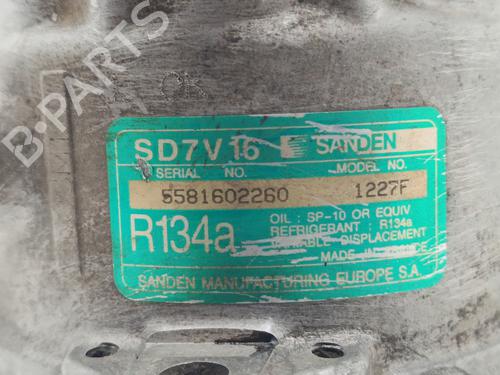 B-PARTS
OK
SD7V16 SANDEN
SERIAL NO. MODEL NO.
5581602260 1227F
R134a
OIL : SP-10 OR EQUIV
REFRIGERANT : R134a
VARIABLE DISPLACEMENT
MADE IN FRANCE
SANDEN MANUFACTURING EUROPE S.A.